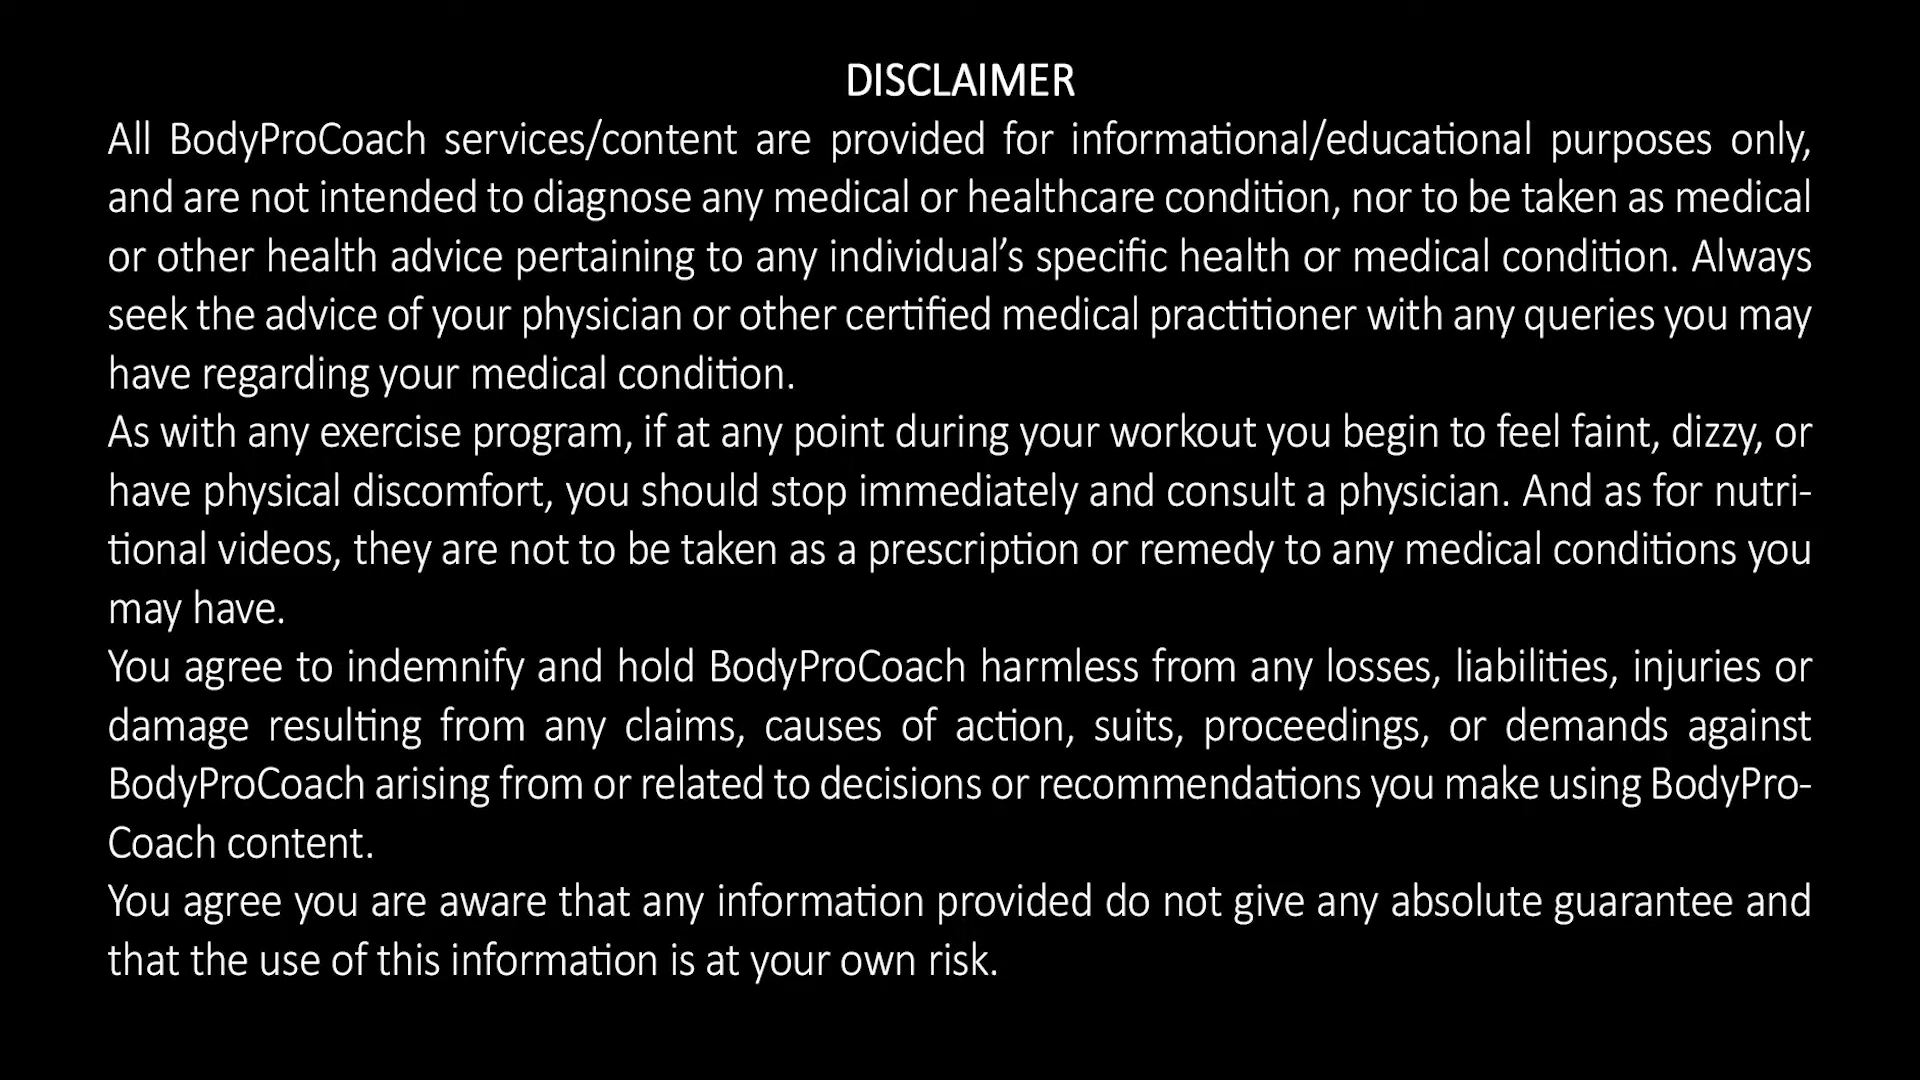 DISCLAIMER
All BodyProCoach services/content are provided for informational/educational purposes only,
and are not intended to diagnose any medical or healthcare condition, nor to be taken as medical
or other health advice pertaining to any individual’s specific health or medical condition. Always
seek the advice of your physician or other certified medical practitioner with any queries you may
have regarding your medical condition.
As with any exercise program, if at any point during your workout you begin to feel faint, dizzy, or
have physical discomfort, you should stop immediately and consult a physician. And as for nutri-
tional videos, they are not to be taken as a prescription or remedy to any medical conditions you
may have.
You agree to indemnify and hold BodyProCoach harmless from any losses, liabilities, injuries or
damage resulting from any claims, causes of action, suits, proceedings, or demands against
BodyProCoach arising from or related to decisions or recommendations you make using BodyPro-
Coach content.
You agree you are aware that any information provided do not give any absolute guarantee and
that the use of this information is at your own risk.